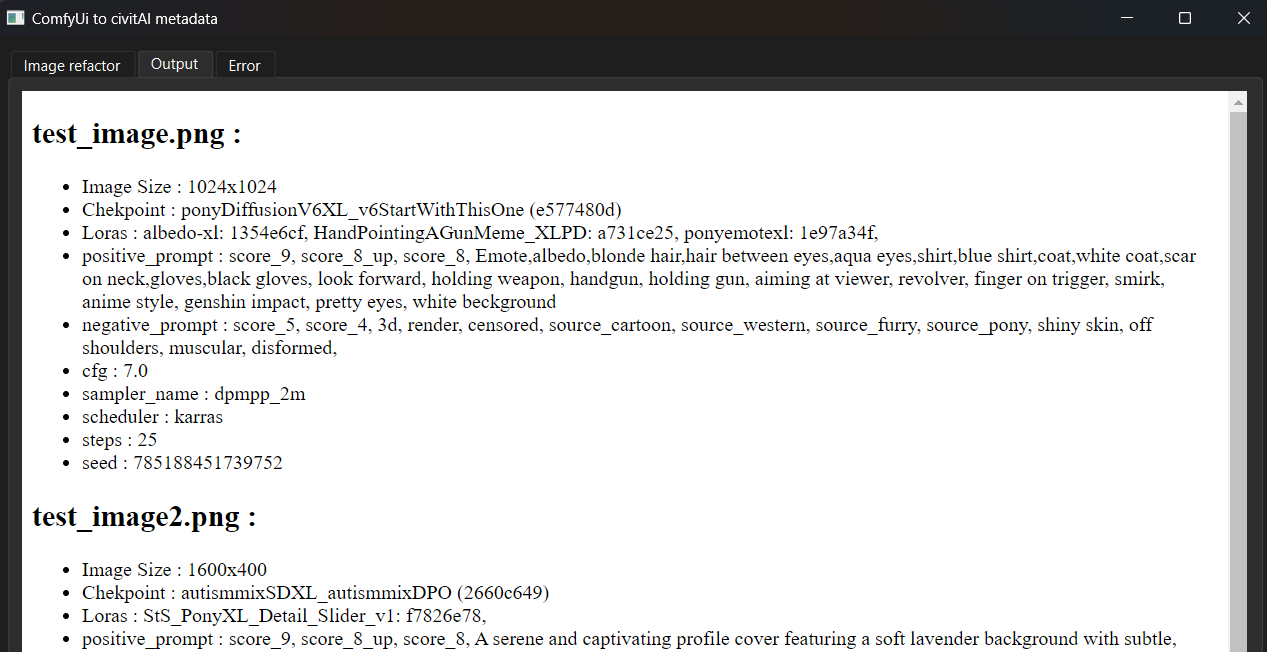 ComfyUi to civitAI metadata
Image refactor Output Error
test_image.png :
• Image Size : 1024x1024
• Chekpoint : ponyDiffusionV6XL_v6StartWithThisOne (e577480d)
• Loras : albedo-xl: 1354e6cf, HandPointingAGunMeme_XLPD: a731ce25, ponyemotexl: 1e97a34f,
• positive_prompt : score_9, score_8_up, score_8, Emote,albedo,blonde hair,hair between eyes,aqua eyes,shirt,blue shirt,coat,white coat,scar
on neck,gloves,black gloves, look forward, holding weapon, handgun, holding gun, aiming at viewer, revolver, finger on trigger, smirk,
anime style, genshin impact, pretty eyes, white beckground
• negative_prompt : score_5, score_4, 3d, render, censored, source_cartoon, source_western, source_furry, source_pony, shiny skin, off
shoulders, muscular, disformed,
• cfg : 7.0
• sampler_name : dpmpp_2m
• scheduler : karras
• steps : 25
• seed : 785188451739752
test_image2.png :
• Image Size : 1600x400
• Chekpoint : autismmixSDXL_autismmixDPO (2660c649)
• Loras : StS_PonyXL_Detail_Slider_v1: f7826e78,
• positive_prompt : score_9, score_8_up, score_8, A serene and captivating profile cover featuring a soft lavender background with subtle,